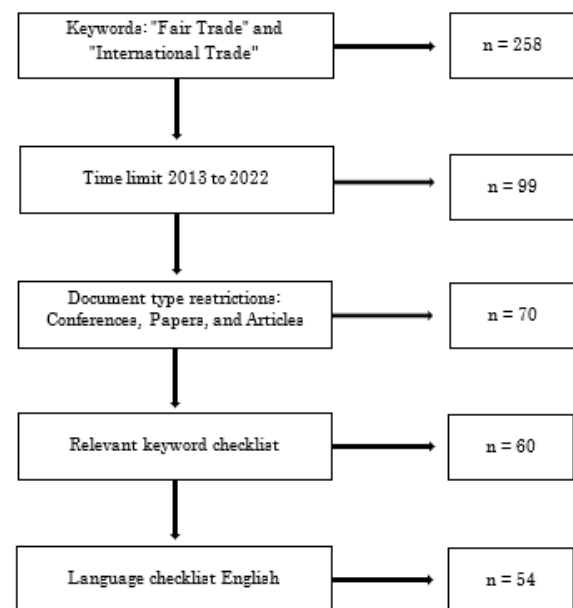 Keywords: "Fair Trade" and
"International Trade"
n = 258
Time limit 2013 to 2022
n = 99
Document type restrictions:
Conferences, Papers, and Articles
n = 70
Relevant keyword checklist
n = 60
Language checklist English
n = 54